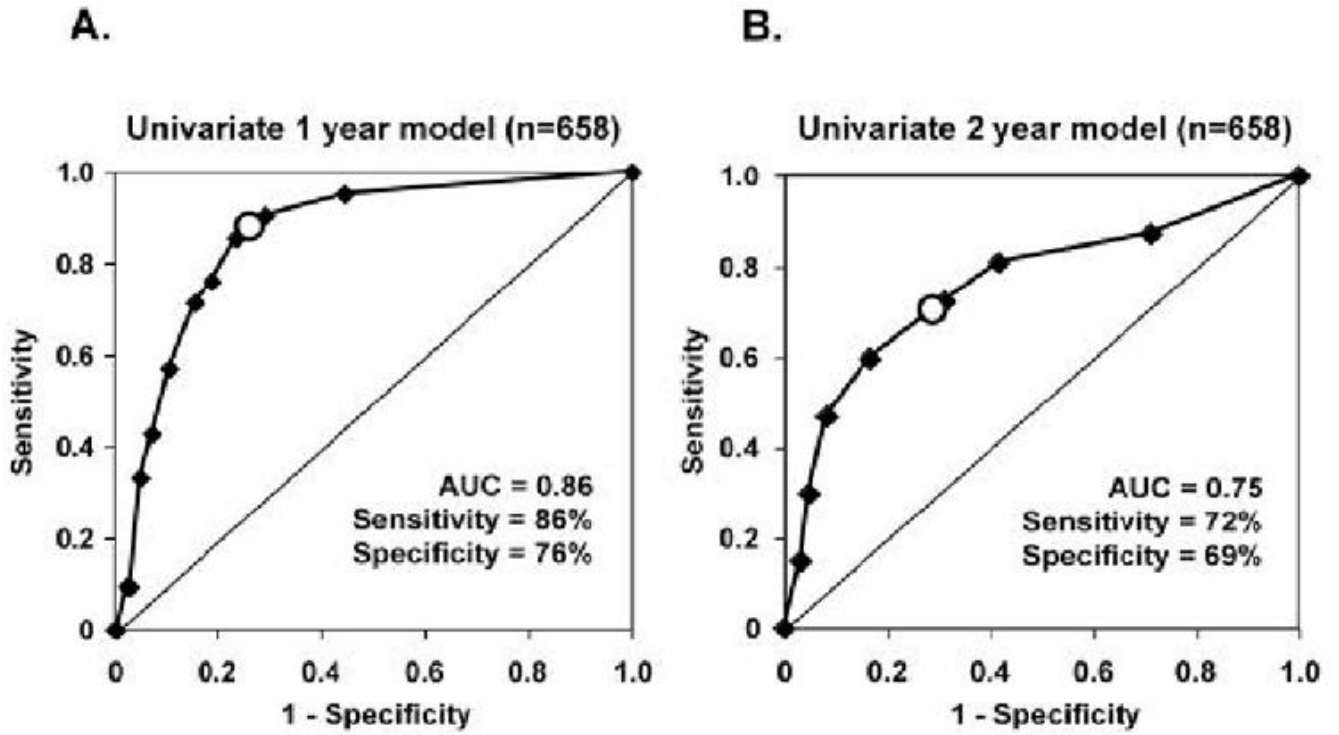 A.
Univariate 1 year model (n=658)
1.0
0.8
0.6
0.4
0.2
0
Sensitivity
AUC = 0.86
Sensitivity = 86%
Specificity = 76%
0 0.2 0.4 0.6 0.8 1.0
1 - Specificity
B.
Univariate 2 year model (n=658)
1.0
0.8
0.6
0.4
0.2
0
Sensitivity
AUC = 0.75
Sensitivity = 72%
Specificity = 69%
0 0.2 0.4 0.6 0.8 1.0
1 - Specificity